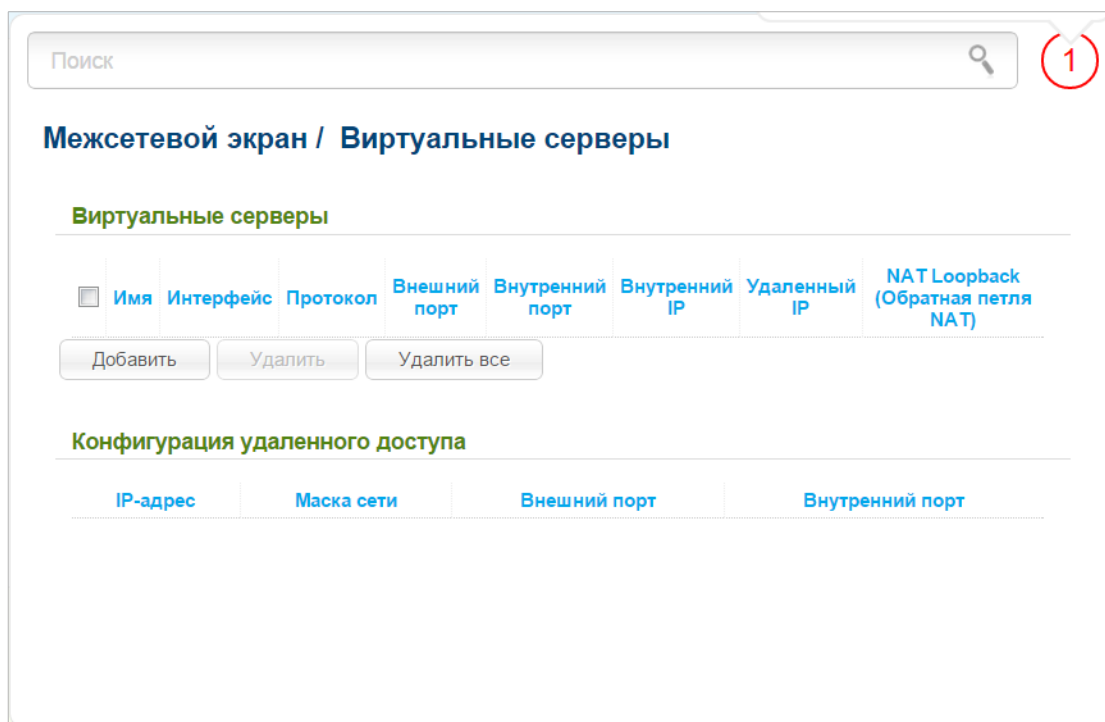 Поиск
1
Межсетевой экран / Виртуальные серверы
Виртуальные серверы
Имя
Интерфейс
Протокол
Внешний
порт
Внутренний
порт
Внутренний
IP
Удаленный
IP
NAT Loopback
(Обратная петля
NAT)
Добавить
Удалить
Удалить все
Конфигурация удаленного доступа
IP-адрес
Маска сети
Внешний порт
Внутренний порт